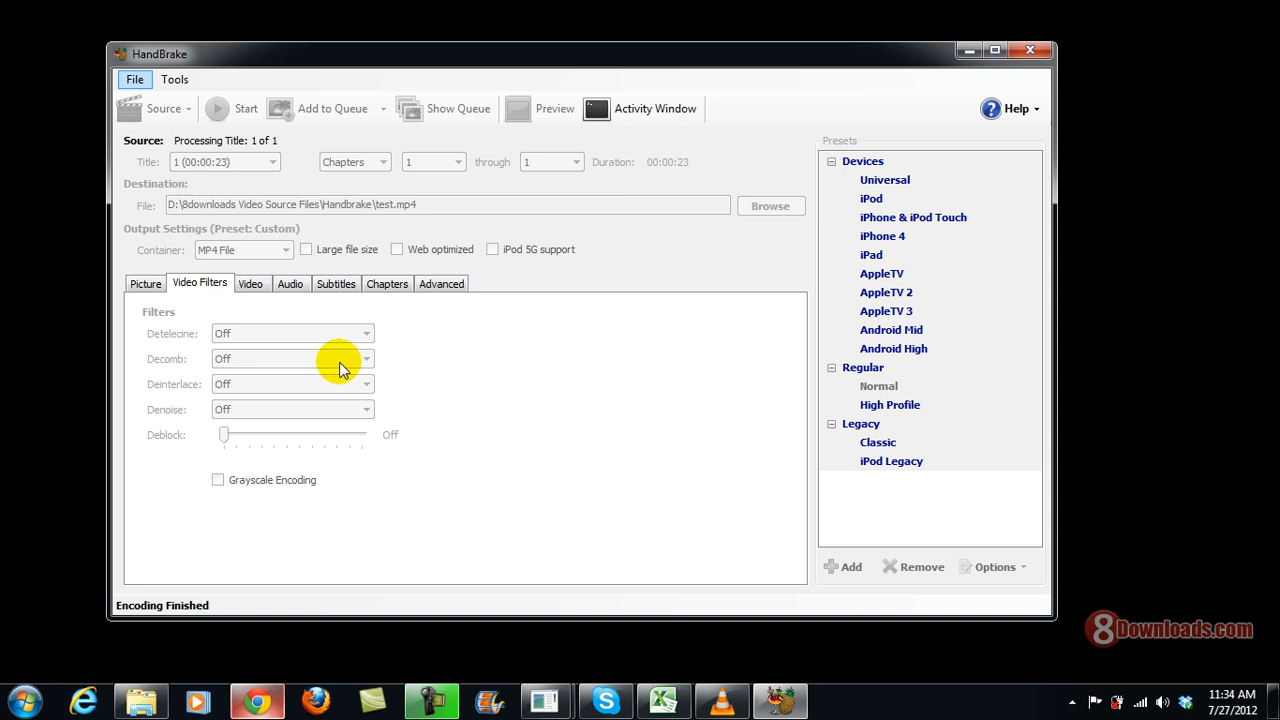 HandBrake
File Tools
Source Start Add to Queue Show Queue Preview Activity Window Help
Source: Processing Title: 1 of 1
Title: 1 (00:00:23) Chapters 1 through 1 Duration: 00:00:23
Destination:
File: D:\8downloads Video Source Files\Handbrake\test.mp4 Browse
Output Settings (Preset: Custom)
Container: MP4 File Large file size Web optimized iPod 5G support
Picture Video Filters Video Audio Subtitles Chapters Advanced
Filters
Detelecine: Off
Decomb: Off
Deinterlace: Off
Denoise: Off
Deblock: Off
Grayscale Encoding
Presets
Devices
Universal
iPod
iPhone & iPod Touch
iPhone 4
iPad
AppleTV
AppleTV 2
AppleTV 3
Android Mid
Android High
Regular
Normal
High Profile
Legacy
Classic
iPod Legacy
Add Remove Options
Encoding Finished
8Downloads.com
11:34 AM
7/27/2012